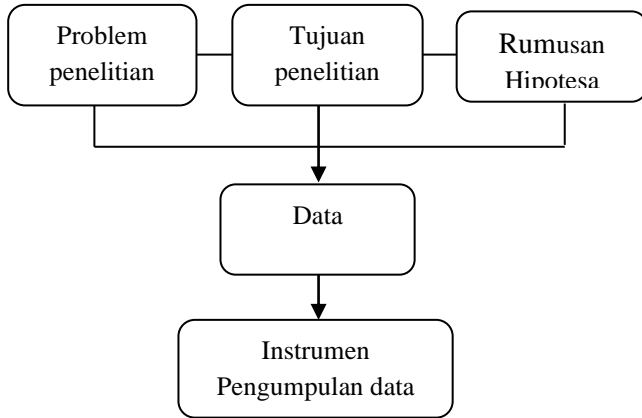 Problem
penelitian
Tujuan
penelitian
Rumusan
Hipotesa
Data
Instrumen
Pengumpulan data